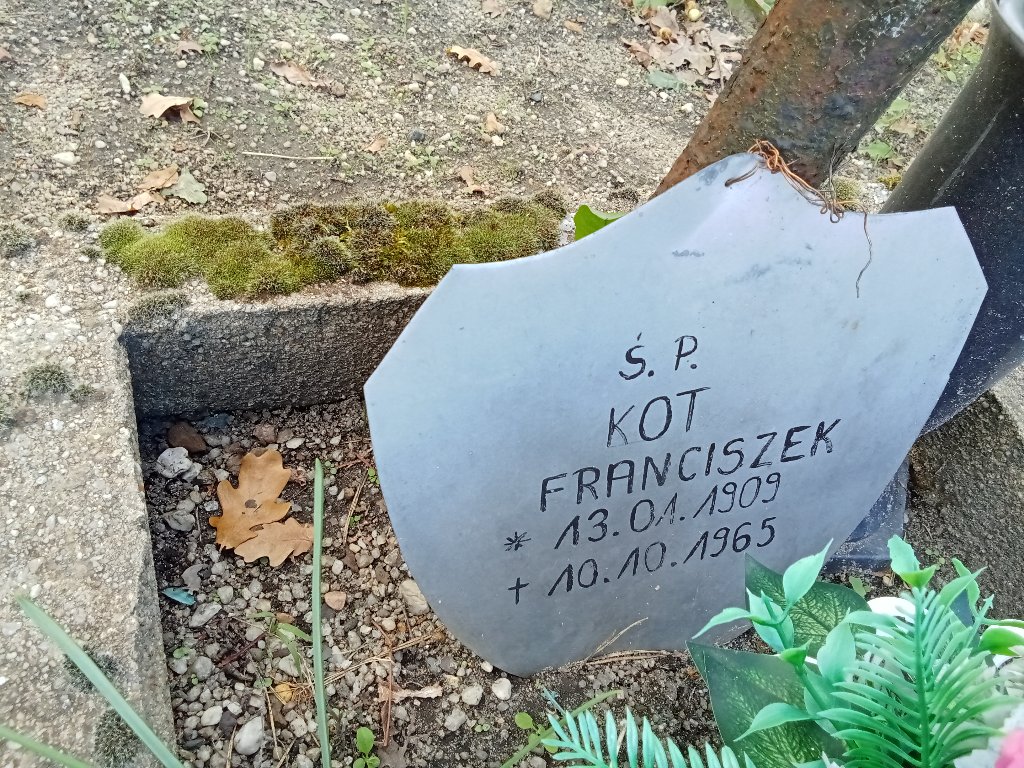 Ś. P.
KOT
FRANCISZEK
* 13.01.1909
+ 10.10.1965